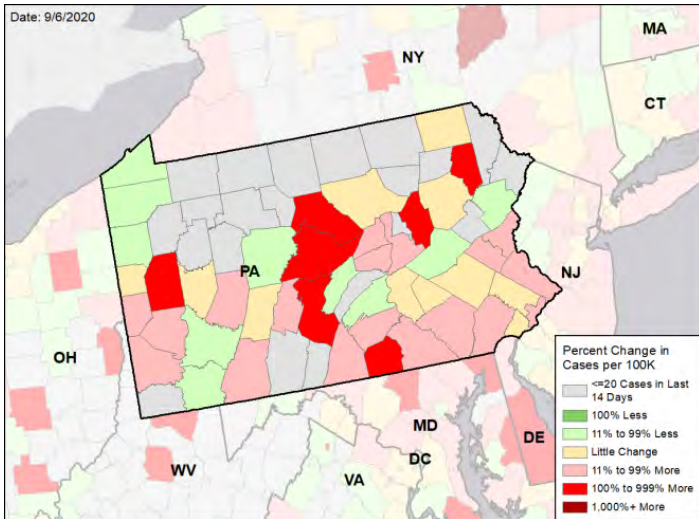 Date: 9/6/2020
NY
MA
CT
PA
NJ
OH
MD
DE
WV
DC
VA
Percent Change in
Cases per 100K
<=20 Cases in Last
14 Days
100% Less
11% to 99% Less
Little Change
11% to 99% More
100% to 999% More
1,000%+ More